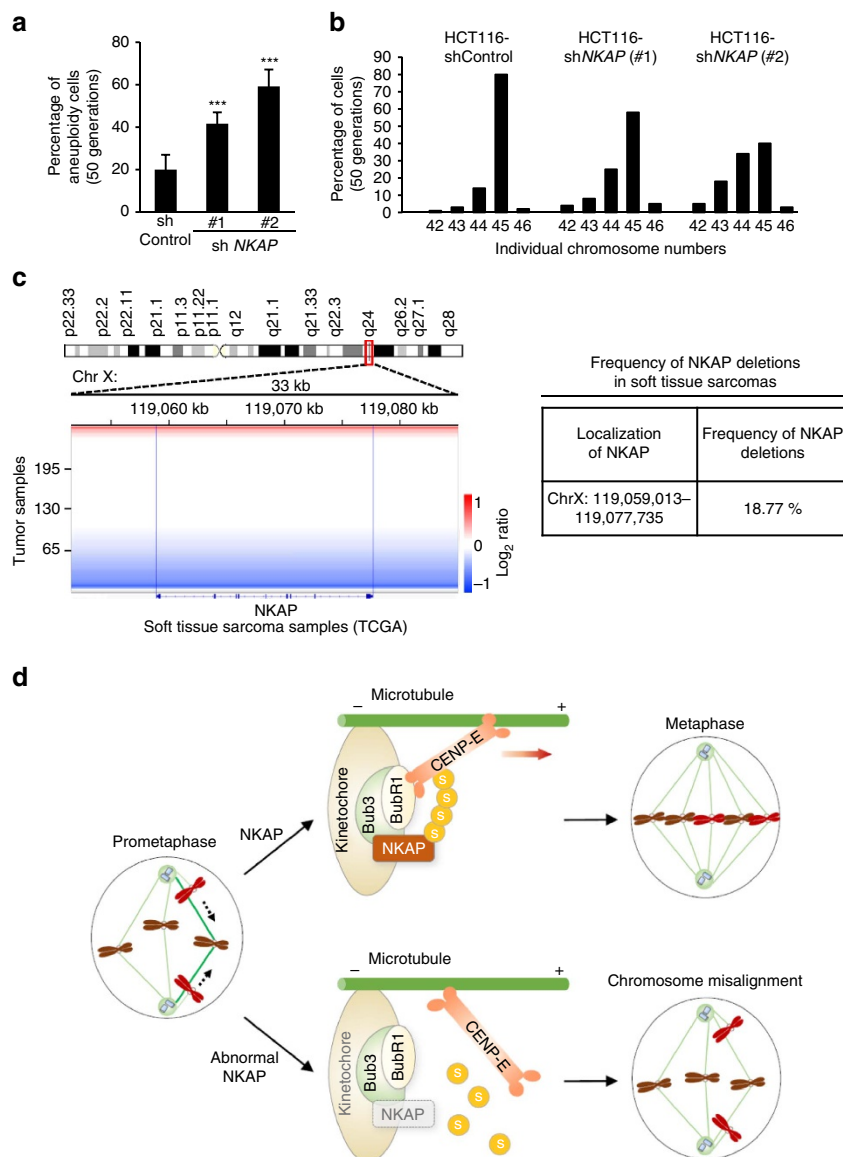 a
Percentage of
aneuploidy cells
(50 generations)
80
60
40
20
0
***
***
sh
Control
#1
#2
sh NKAP
b
HCT116-
shControl
HCT116-
shNKAP (#1)
HCT116-
shNKAP (#2)
Percentage of cells
(50 generations)
90
80
70
60
50
40
30
20
10
0
42 43 44 45 46
42 43 44 45 46
42 43 44 45 46
Individual chromosome numbers
c
p22.33
p22.2
p22.11
p21.1
p11.3
p11.22
p11.1
q12
q21.1
q21.33
q22.3
q24
q26.2
q27.1
q28
Chr X:
33 kb
119,060 kb
119,070 kb
119,080 kb
Tumor samples
195
130
65
1
0
–1
Log2 ratio
NKAP
Soft tissue sarcoma samples (TCGA)
Frequency of NKAP deletions
in soft tissue sarcomas
Localization
of NKAP
Frequency of NKAP
deletions
ChrX: 119,059,013–
119,077,735
18.77 %
d
Prometaphase
NKAP
Abnormal
NKAP
Microtubule
–
+
Kinetochore
Bub3
BubR1
CENP-E
S
S
S
S
NKAP
Metaphase
Microtubule
–
+
Kinetochore
Bub3
BubR1
CENP-E
NKAP
S
S
S
S
Chromosome misalignment